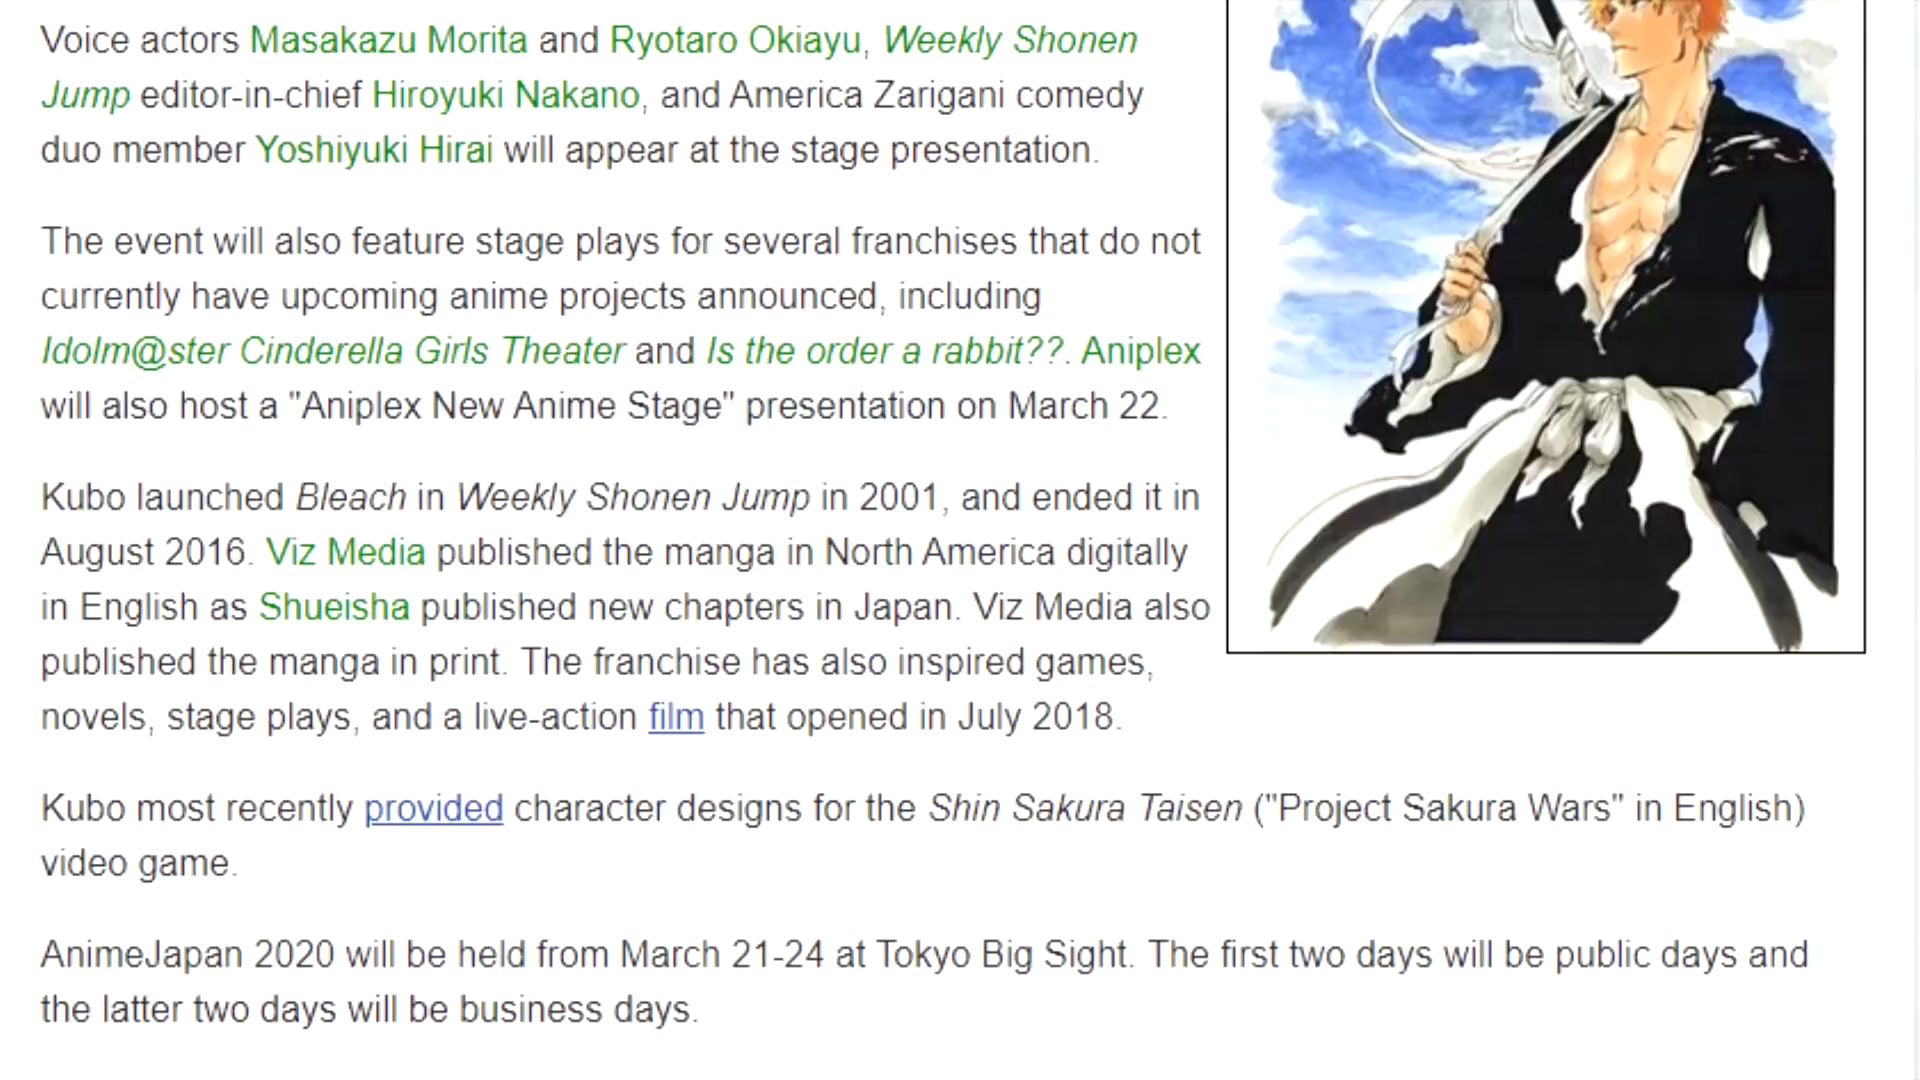 Voice actors Masakazu Morita and Ryotaro Okiayu, Weekly Shonen
Jump editor-in-chief Hiroyuki Nakano, and America Zarigani comedy
duo member Yoshiyuki Hirai will appear at the stage presentation.
The event will also feature stage plays for several franchises that do not
currently have upcoming anime projects announced, including
Idolm@ster Cinderella Girls Theater and Is the order a rabbit??. Aniplex
will also host a "Aniplex New Anime Stage" presentation on March 22.
Kubo launched Bleach in Weekly Shonen Jump in 2001, and ended it in
August 2016. Viz Media published the manga in North America digitally
in English as Shueisha published new chapters in Japan. Viz Media also
published the manga in print. The franchise has also inspired games,
novels, stage plays, and a live-action film that opened in July 2018.
Kubo most recently provided character designs for the Shin Sakura Taisen ("Project Sakura Wars" in English)
video game.
AnimeJapan 2020 will be held from March 21-24 at Tokyo Big Sight. The first two days will be public days and
the latter two days will be business days.